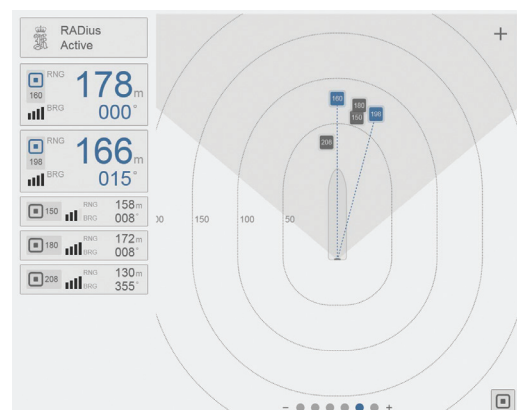 RADius
Active
+
RNG 178m
160
BRG 000°
RNG 166m
198
BRG 015°
150 RNG 158m
BRG 008°
180 RNG 172m
BRG 008°
208 RNG 130m
BRG 355°
160
180
150
198
208
00 150 100 50
- +